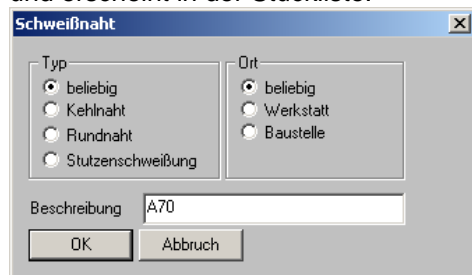 und erscheint in der Stückliste.
Schweißnaht
Typ
beliebig
Kehlnaht
Rundnaht
Stutzenschweißung
Ort
beliebig
Werkstatt
Baustelle
Beschreibung A70
OK Abbruch